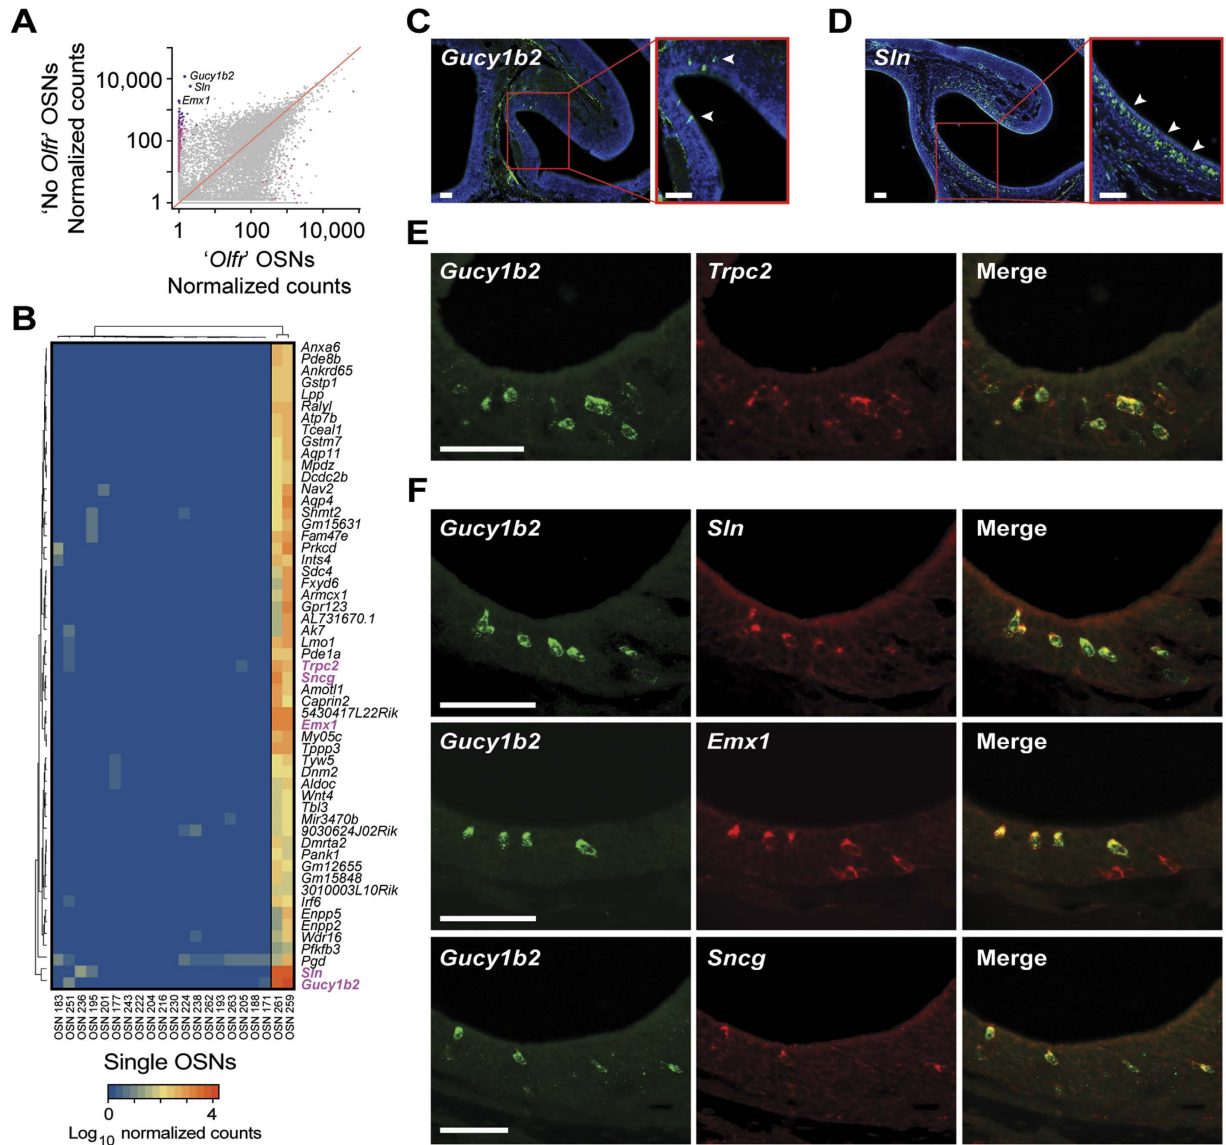 A
'No Olfr' OSNs
Normalized counts
10,000
100
1
Gucy1b2
Sln
Emx1
1 100 10,000
'Olfr' OSNs
Normalized counts
B
Anxa6
Pde8b
Ankrd65
Gstp1
Lpp
Ralyl
Atp7b
Tceal1
Gstm7
Aqp11
Mpdz
Dcdc2b
Nav2
Aqp4
Shmt2
Gm15631
Fam47e
Prkcd
Ints4
Sdc4
Fxyd6
Armcx1
Gpr123
AL731670.1
Ak7
Lmo1
Pde1a
Trpc2
Sncg
Amotl1
Caprin2
5430417L22Rik
Emx1
My05c
Tppp3
Tyw5
Dnm2
Aldoc
Wnt4
Tbl3
Mir3470b
9030624J02Rik
Dmrta2
Pank1
Gm12655
Gm15848
3010003L10Rik
Irf6
Enpp5
Enpp2
Wdr16
Pfkfb3
Pgd
Sln
Gucy1b2
OSN 183
OSN 251
OSN 236
OSN 195
OSN 201
OSN 177
OSN 243
OSN 222
OSN 204
OSN 216
OSN 230
OSN 224
OSN 238
OSN 262
OSN 193
OSN 263
OSN 205
OSN 188
OSN 171
OSN 261
OSN 259
Single OSNs
0 4
Log10 normalized counts
C
Gucy1b2
D
Sln
E
Gucy1b2 Trpc2 Merge
F
Gucy1b2 Sln Merge
Gucy1b2 Emx1 Merge
Gucy1b2 Sncg Merge